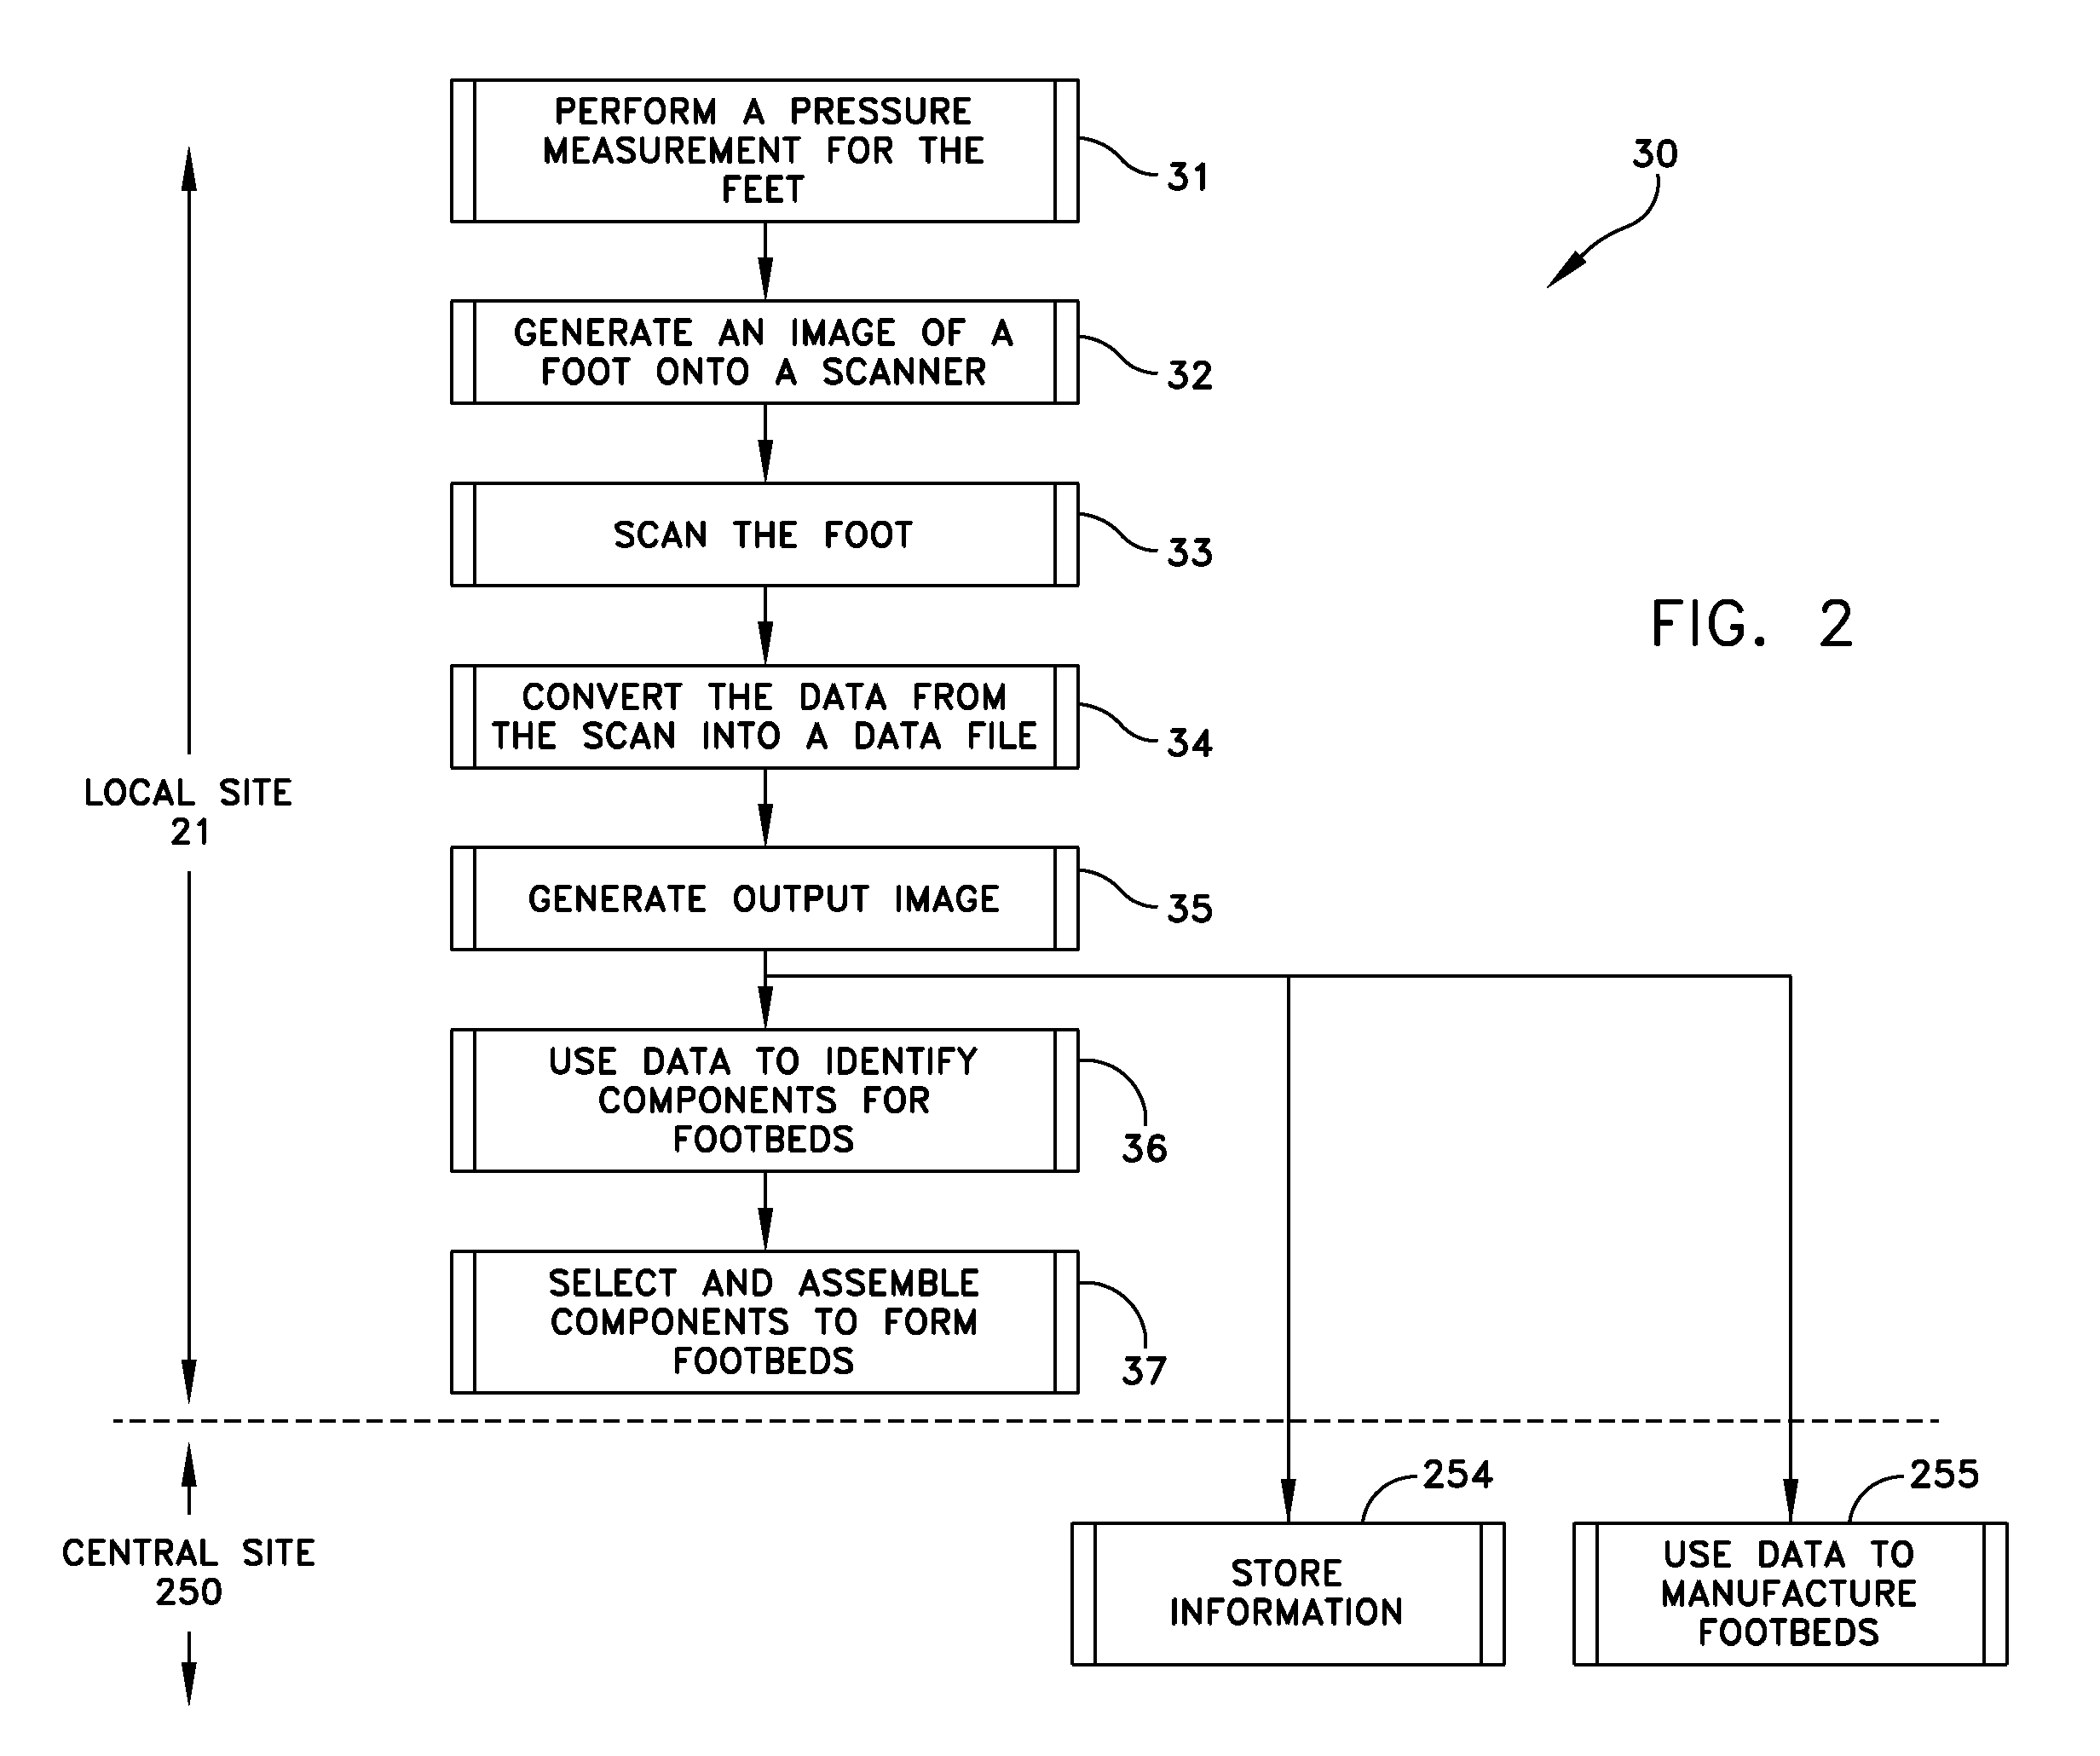 PERFORM A PRESSURE
MEASUREMENT FOR THE
FEET
31
30
GENERATE AN IMAGE OF A
FOOT ONTO A SCANNER
32
SCAN THE FOOT
33
FIG. 2
CONVERT THE DATA FROM
THE SCAN INTO A DATA FILE
34
LOCAL SITE
21
GENERATE OUTPUT IMAGE
35
USE DATA TO IDENTIFY
COMPONENTS FOR
FOOTBEDS
36
SELECT AND ASSEMBLE
COMPONENTS TO FORM
FOOTBEDS
37
CENTRAL SITE
250
254
STORE
INFORMATION
255
USE DATA TO
MANUFACTURE
FOOTBEDS